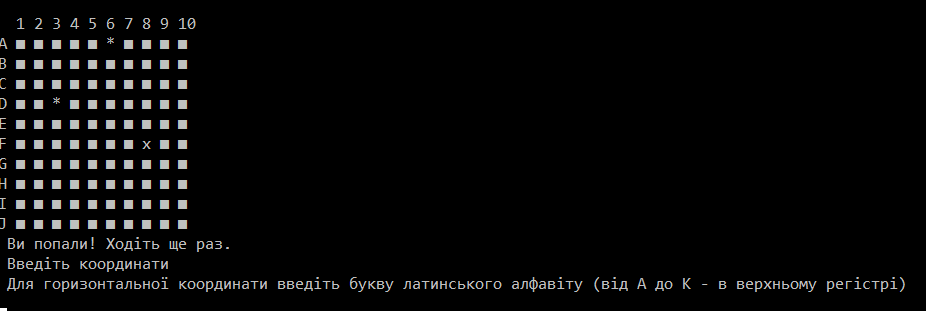 1 2 3 4 5 6 7 8 9 10
A ■ ■ ■ ■ ■ * ■ ■ ■ ■
B ■ ■ ■ ■ ■ ■ ■ ■ ■ ■
C ■ ■ ■ ■ ■ ■ ■ ■ ■ ■
D ■ ■ * ■ ■ ■ ■ ■ ■ ■
E ■ ■ ■ ■ ■ ■ ■ ■ ■ ■
F ■ ■ ■ ■ ■ ■ ■ x ■ ■
G ■ ■ ■ ■ ■ ■ ■ ■ ■ ■
H ■ ■ ■ ■ ■ ■ ■ ■ ■ ■
I ■ ■ ■ ■ ■ ■ ■ ■ ■ ■
J ■ ■ ■ ■ ■ ■ ■ ■ ■ ■
Ви попали! Ходіть ще раз.
Введіть координати
Для горизонтальної координати введіть букву латинського алфавіту (від A до K - в верхньому регістрі)